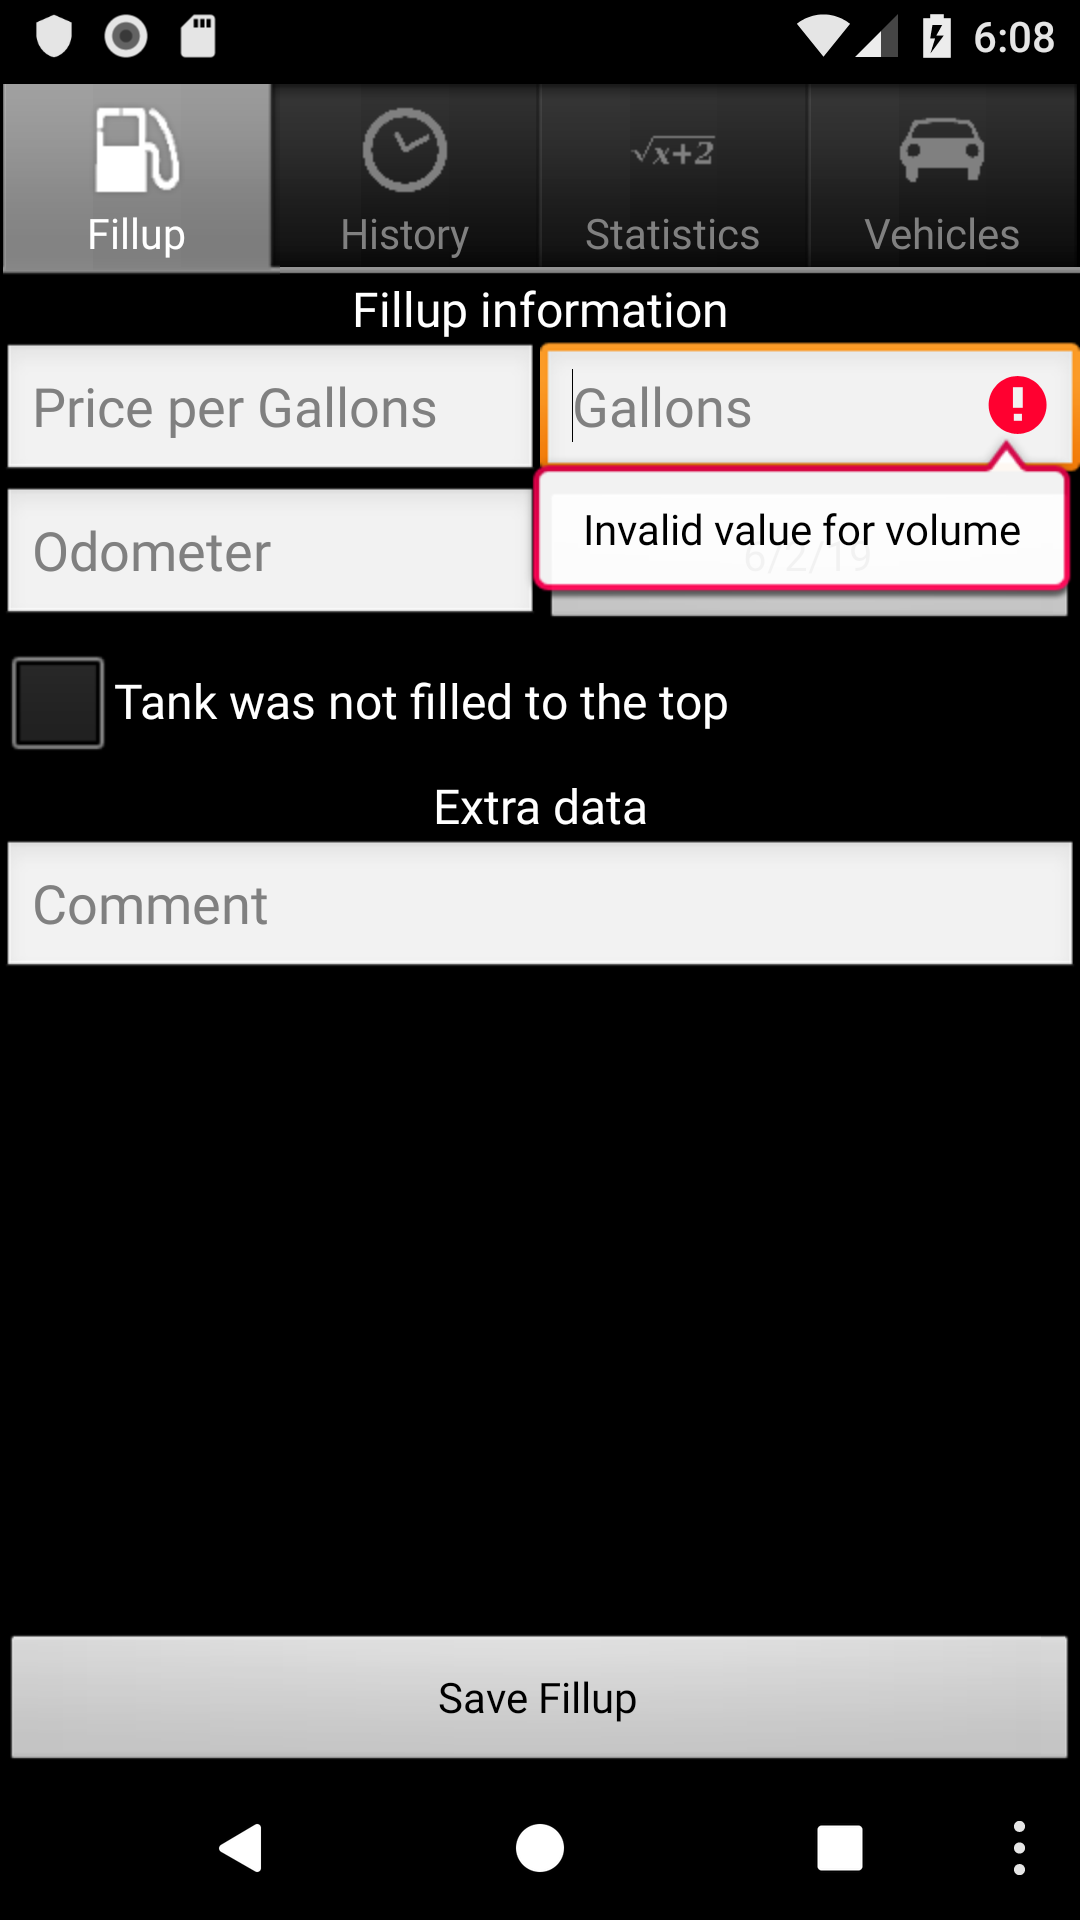 6:08
Fillup
History
√x+2
Statistics
Vehicles
Fillup information
Price per Gallons
Gallons
Invalid value for volume
Odometer
6/2/19
Tank was not filled to the top
Extra data
Comment
Save Fillup